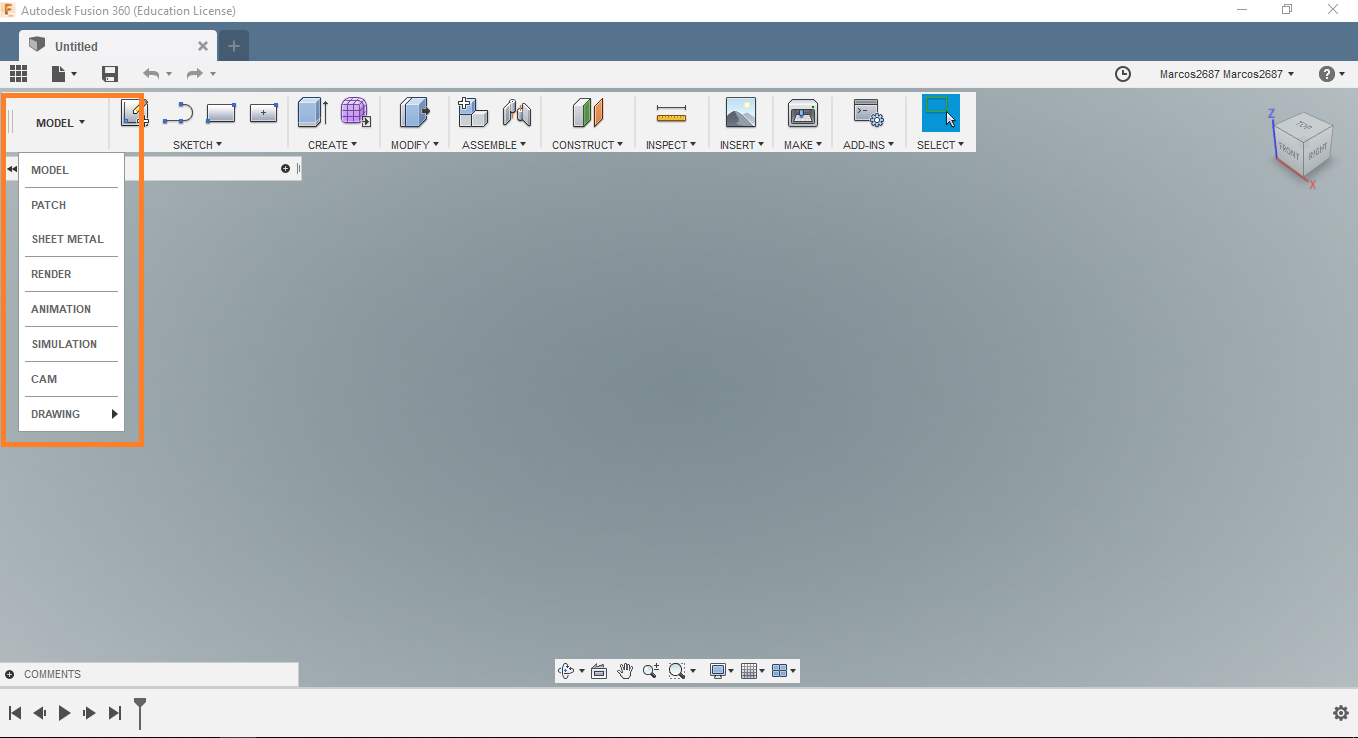 Autodesk Fusion 360 (Education License)
Untitled
Marcos2687 Marcos2687
MODEL
SKETCH
CREATE
MODIFY
ASSEMBLE
CONSTRUCT
INSPECT
INSERT
MAKE
ADD-INS
SELECT
Z
TOP
FRONT
RIGHT
X
MODEL
PATCH
SHEET METAL
RENDER
ANIMATION
SIMULATION
CAM
DRAWING
COMMENTS